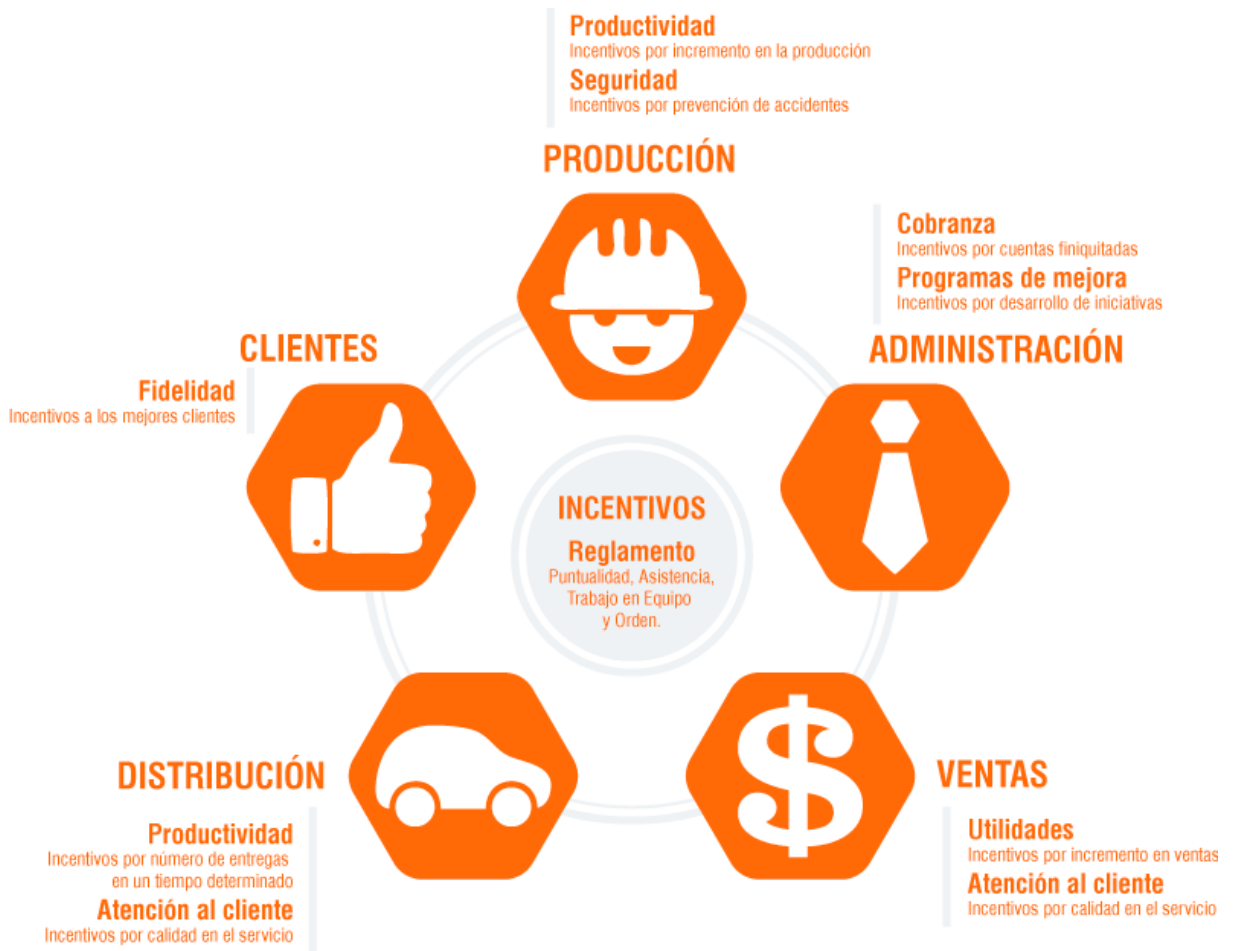 Productividad
Incentivos por incremento en la producción
Seguridad
Incentivos por prevención de accidentes
PRODUCCIÓN
Cobranza
Incentivos por cuentas finiquitadas
Programas de mejora
Incentivos por desarrollo de iniciativas
ADMINISTRACIÓN
CLIENTES
Fidelidad
Incentivos a los mejores clientes
INCENTIVOS
Reglamento
Puntualidad, Asistencia,
Trabajo en Equipo
y Orden.
DISTRIBUCIÓN
Productividad
Incentivos por número de entregas
en un tiempo determinado
Atención al cliente
Incentivos por calidad en el servicio
VENTAS
Utilidades
Incentivos por incremento en ventas
Atención al cliente
Incentivos por calidad en el servicio